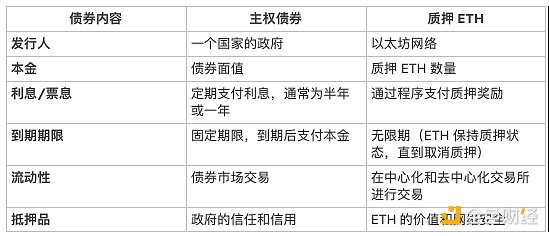 债券内容 主权债券 质押 ETH
发行人 一个国家的政府 以太坊网络
本金 债券面值 质押 ETH 数量
利息/票息 定期支付利息，通常为半年 通过程序支付质押奖励
或一年
到期期限 固定期限，到期后支付本金 无限期（ETH 保持质押状
态，直到取消质押）
流动性 债券市场交易 在中心化和去中心化交易所
进行交易
抵押品 政府的信任和信用 ETH 的价值和网络安全
金色财经